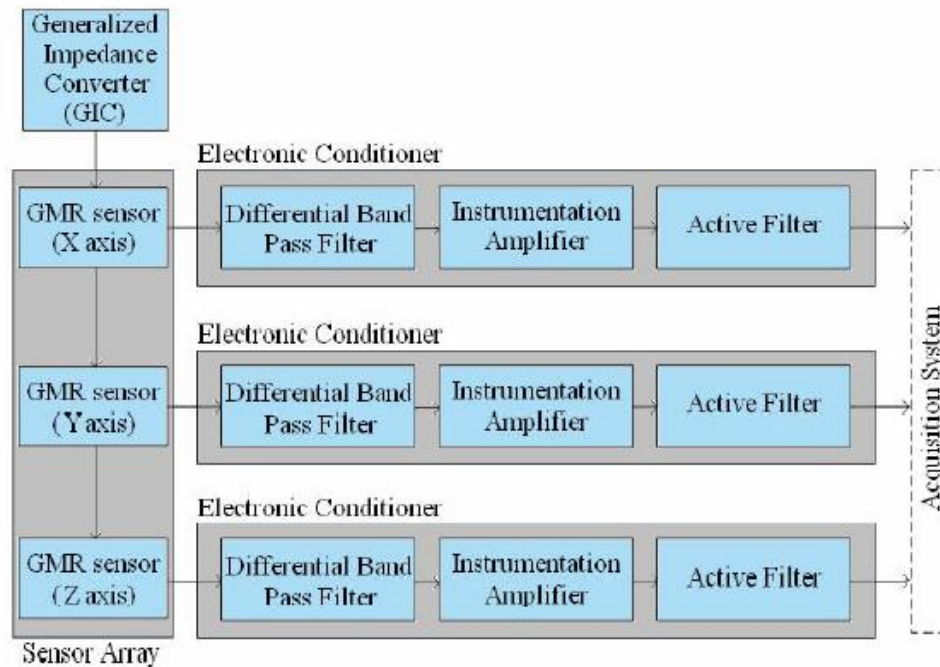 Generalized
Impedance
Converter
(GIC)
Electronic Conditioner
GMR sensor
(X axis)
Differential Band
Pass Filter
Instrumentation
Amplifier
Active Filter
Electronic Conditioner
GMR sensor
(Y axis)
Differential Band
Pass Filter
Instrumentation
Amplifier
Active Filter
Electronic Conditioner
GMR sensor
(Z axis)
Differential Band
Pass Filter
Instrumentation
Amplifier
Active Filter
Sensor Array
Acquisition System